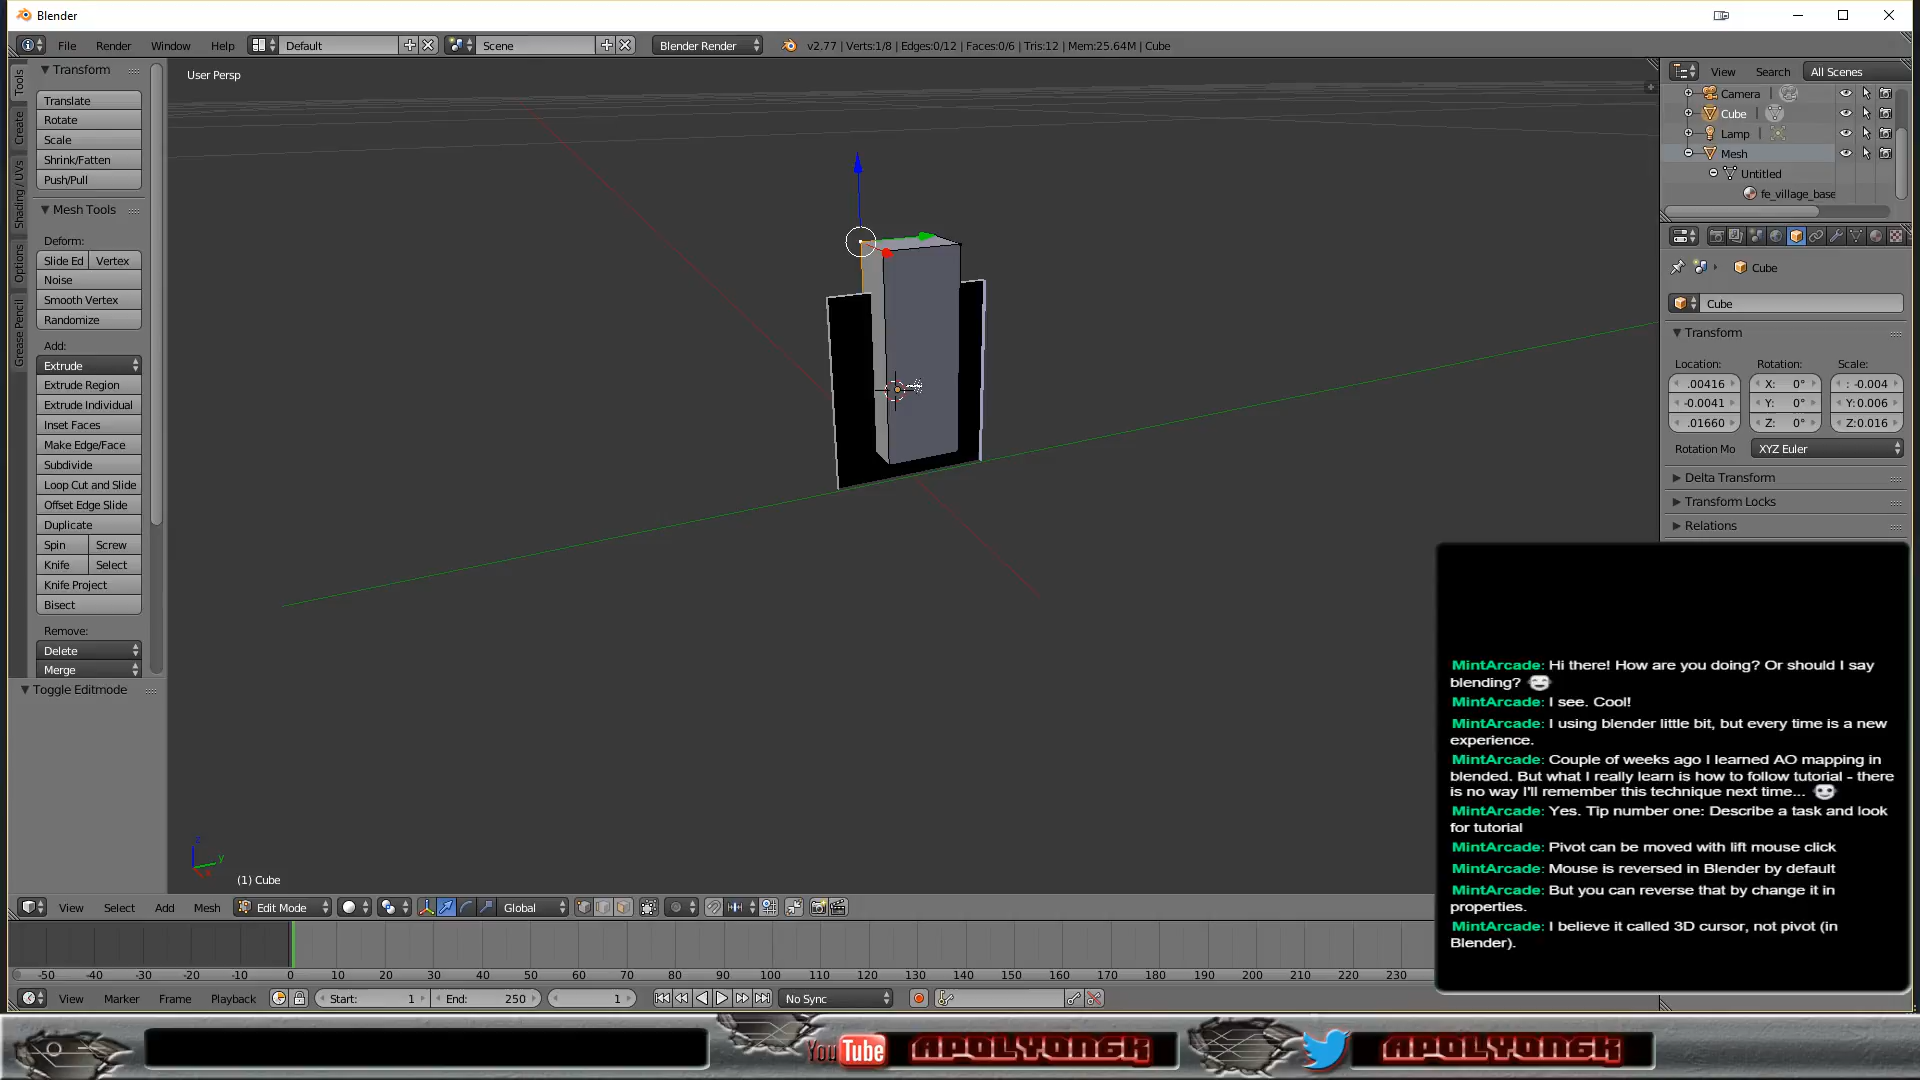 Blender
File Render Window Help Default Scene Blender Render v2.77 | Verts:1/8 | Edges:0/12 | Faces:0/6 | Tris:12 | Mem:25.64M | Cube
Tools
Create
Shading / UVs
Options
Grease Pencil
Transform
Translate
Rotate
Scale
Shrink/Fatten
Push/Pull
Mesh Tools
Deform:
Slide Ed Vertex
Noise
Smooth Vertex
Randomize
Add:
Extrude
Extrude Region
Extrude Individual
Inset Faces
Make Edge/Face
Subdivide
Loop Cut and Slide
Offset Edge Slide
Duplicate
Spin Screw
Knife Select
Knife Project
Bisect
Remove:
Delete
Merge
Toggle Editmode
User Persp
z
y
x
(1) Cube
View Search All Scenes
Camera
Cube
Lamp
Mesh
Untitled
fe_village_base
Cube
Cube
Transform
Location: Rotation: Scale:
.00416 X: 0° : -0.004
-0.0041 Y: 0° Y:0.006
.01660 Z: 0° Z:0.016
Rotation Mo XYZ Euler
Delta Transform
Transform Locks
Relations
MintArcade: Hi there! How are you doing? Or should I say
blending?
MintArcade: I see. Cool!
MintArcade: I using blender little bit, but every time is a new
experience.
MintArcade: Couple of weeks ago I learned AO mapping in
blended. But what I really learn is how to follow tutorial - there
is no way I'll remember this technique next time...
MintArcade: Yes. Tip number one: Describe a task and look
for tutorial
MintArcade: Pivot can be moved with lift mouse click
MintArcade: Mouse is reversed in Blender by default
MintArcade: But you can reverse that by change it in
properties.
MintArcade: I believe it called 3D cursor, not pivot (in
Blender).
View Select Add Mesh Edit Mode Global
-50 -40 -30 -20 -10 0 10 20 30 40 50 60 70 80 90 100 110 120 130 140 150 160 170 180 190 200 210 220 230
View Marker Frame Playback Start: 1 End: 250 1 No Sync
YouTube APOLYON6K APOLYON6K